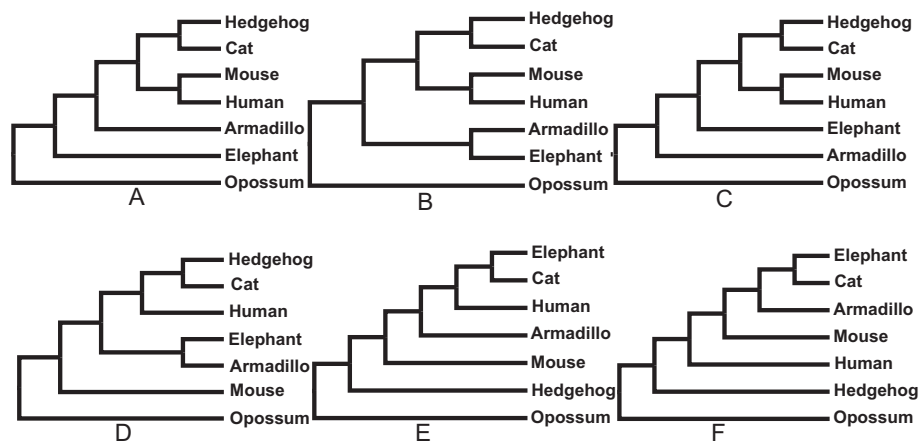 Hedgehog
Cat
Mouse
Human
Armadillo
Elephant
Opossum
A
Hedgehog
Cat
Mouse
Human
Armadillo
Elephant
Opossum
B
Hedgehog
Cat
Mouse
Human
Elephant
Armadillo
Opossum
C
Hedgehog
Cat
Human
Elephant
Armadillo
Mouse
Opossum
D
Elephant
Cat
Human
Armadillo
Mouse
Hedgehog
Opossum
E
Elephant
Cat
Armadillo
Mouse
Human
Hedgehog
Opossum
F